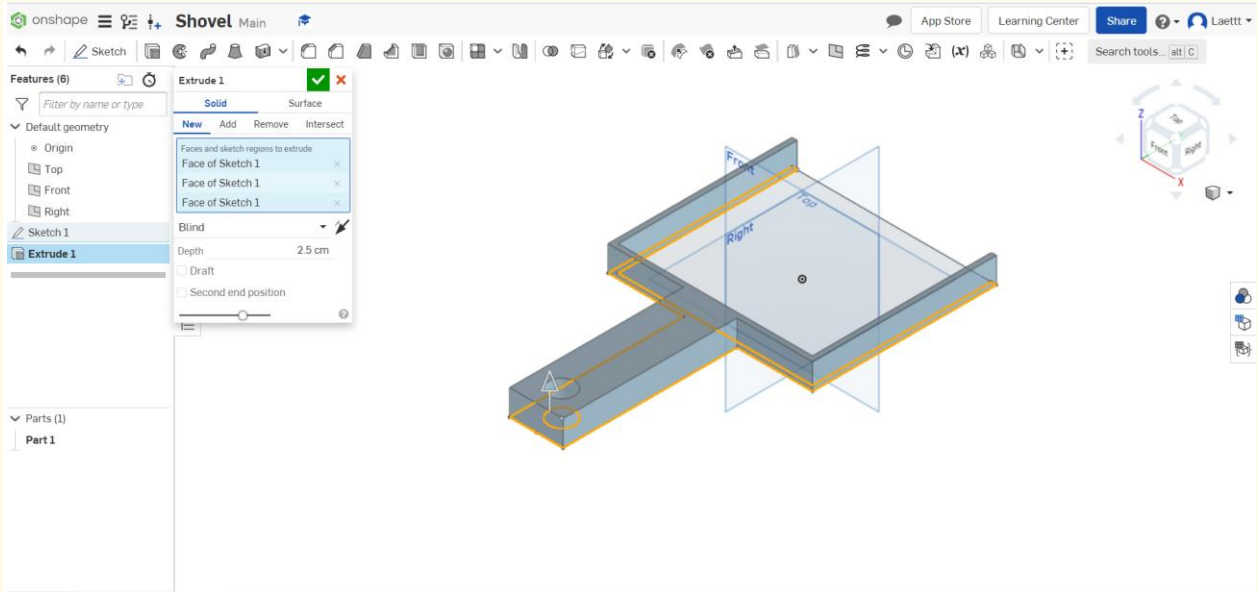 onshape Shovel Main App Store Learning Center Share Laettt
Sketch Search tools... alt C
Features (6)
Filter by name or type
Default geometry
Origin
Top
Front
Right
Sketch 1
Extrude 1
Parts (1)
Part 1
Extrude 1
Solid Surface
New Add Remove Intersect
Faces and sketch regions to extrude
Face of Sketch 1
Face of Sketch 1
Face of Sketch 1
Blind
Depth 2.5 cm
Draft
Second end position
Front
Top
Right
Z
Top
Front Right
X